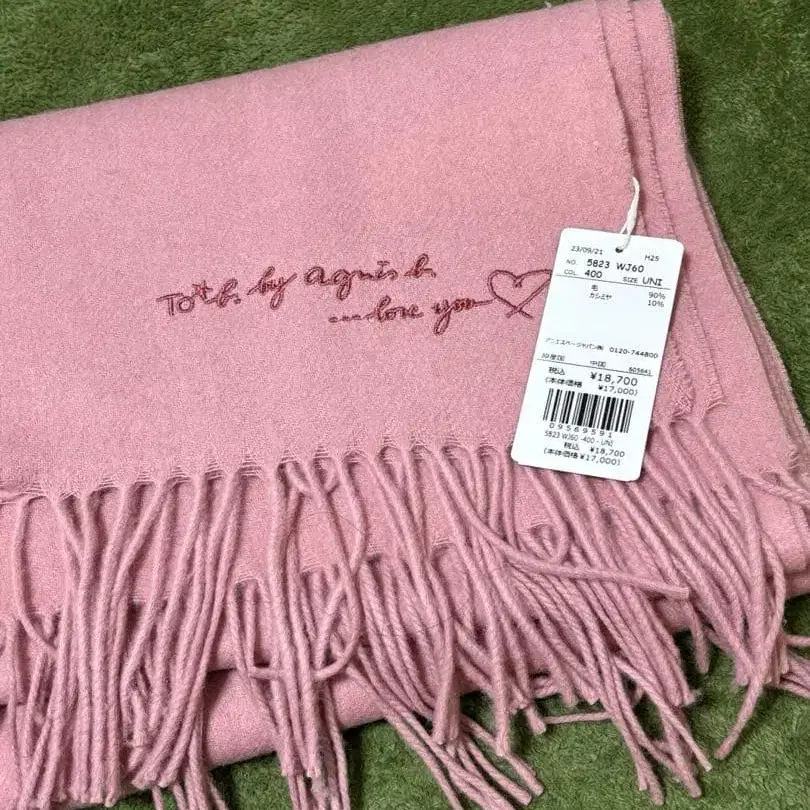 To b. by agnès b.
...love you
23/09/21 H25
NO. 5823 WJ60
COL. 400 SIZE UNI
毛 90%
カシミヤ 10%
アニエスベージャパン㈱ 0120-744800
原産国 中国 605841
税込 ¥18,700
(本体価格 ¥17,000)
09569591
5823 WJ60 -400 - UNI
税込 ¥18,700
(本体価格 ¥17,000)